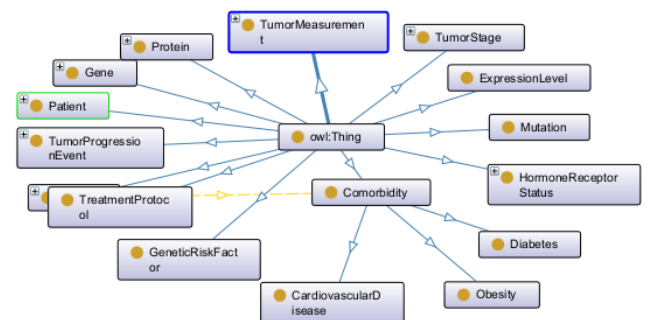 TumorMeasuremen
t
TumorStage
Protein
Gene
ExpressionLevel
Patient
owl:Thing
Mutation
TumorProgressio
nEvent
HormoneReceptor
Status
TreatmentProtoc
ol
Comorbidity
Diabetes
GeneticRiskFact
or
CardiovascularD
isease
Obesity